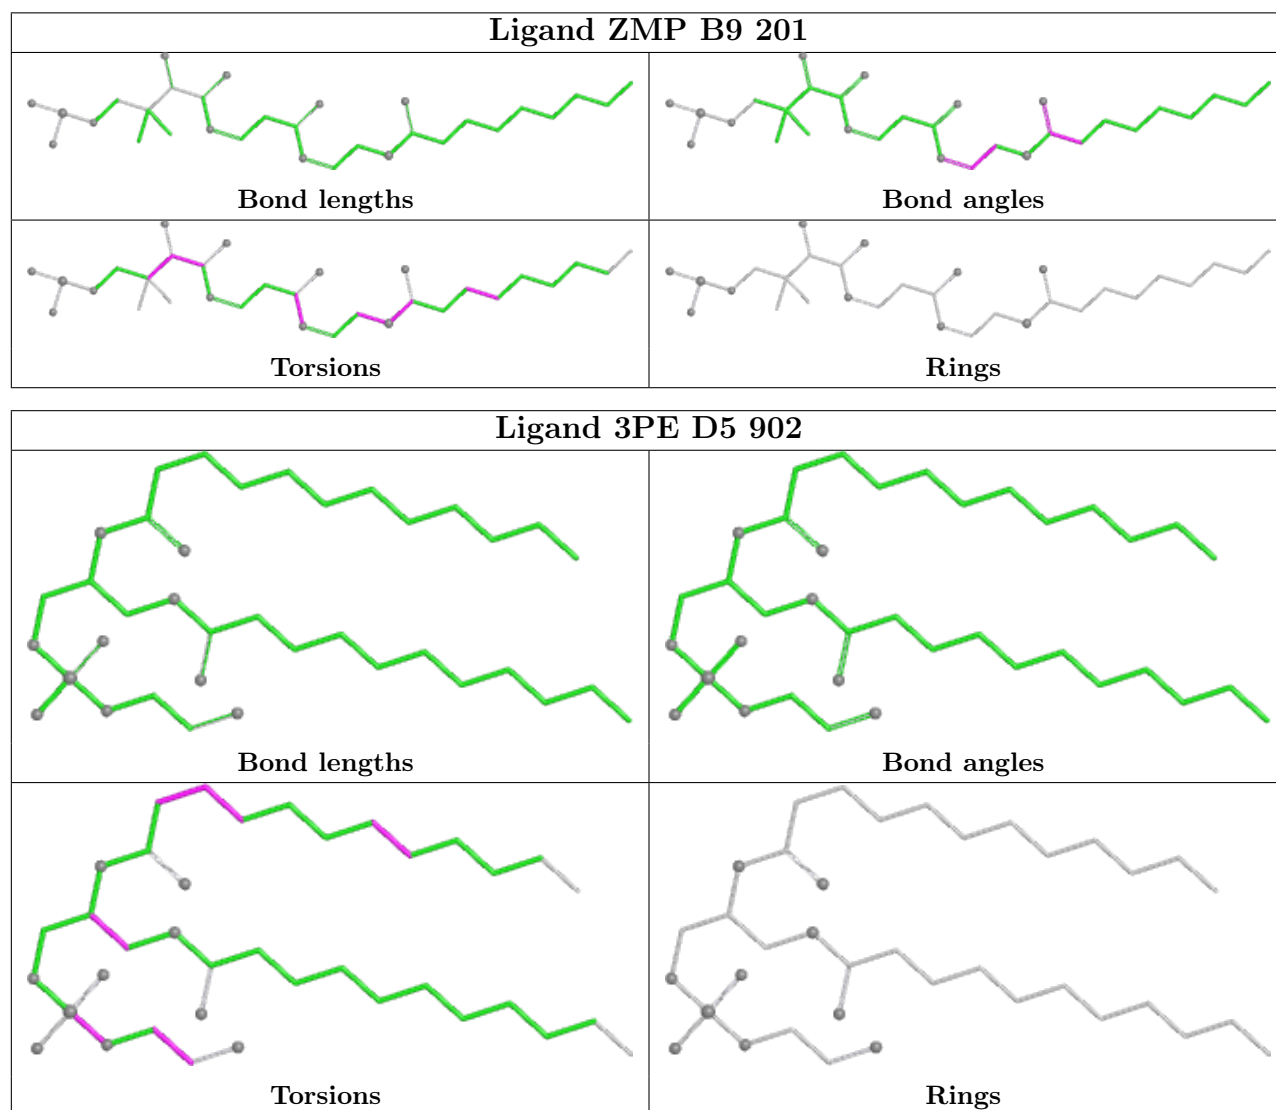 Ligand ZMP B9 201
Bond lengths
Bond angles
Torsions
Rings
Ligand 3PE D5 902
Bond lengths
Bond angles
Torsions
Rings